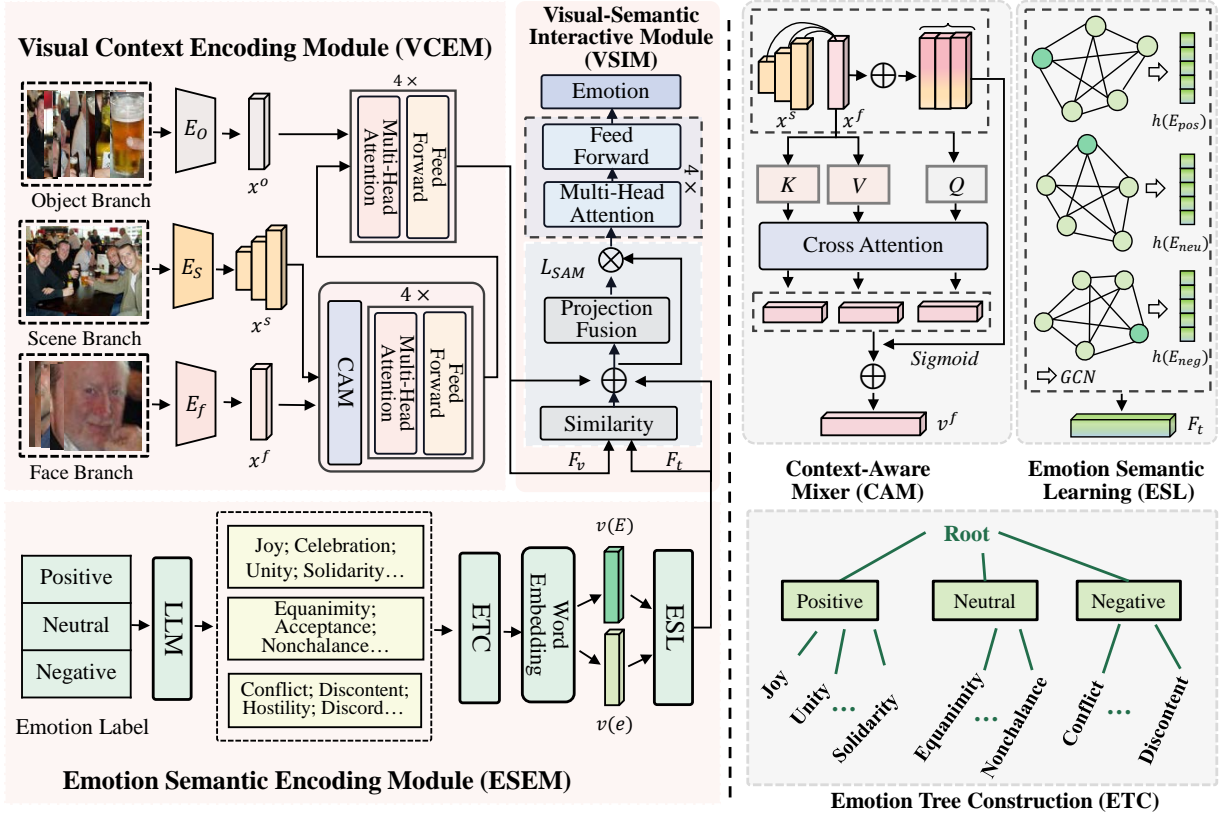 Visual Context Encoding Module (VCEM)
Object Branch
E_O
x^o
4 ×
Multi-Head Attention
Feed Forward
Scene Branch
E_S
x^s
Face Branch
E_f
x^f
CAM
4 ×
Multi-Head Attention
Feed Forward
Visual-Semantic
Interactive Module
(VSIM)
Emotion
Feed
Forward
Multi-Head
Attention
4 ×
L_SAM
Projection
Fusion
Similarity
F_v
F_t
Positive
Neutral
Negative
Emotion Label
LLM
Joy; Celebration;
Unity; Solidarity…
Equanimity;
Acceptance;
Nonchalance…
Conflict; Discontent;
Hostility; Discord…
ETC
Word
Embedding
v(E)
v(e)
ESL
Emotion Semantic Encoding Module (ESEM)
x^s
x^f
K
V
Q
Cross Attention
Sigmoid
v^f
Context-Aware
Mixer (CAM)
h(E_pos)
h(E_neu)
h(E_neg)
GCN
F_t
Emotion Semantic
Learning (ESL)
Root
Positive
Neutral
Negative
Joy
Unity
…
Solidarity
Equanimity
…
Nonchalance
Conflict
…
Discontent
Emotion Tree Construction (ETC)